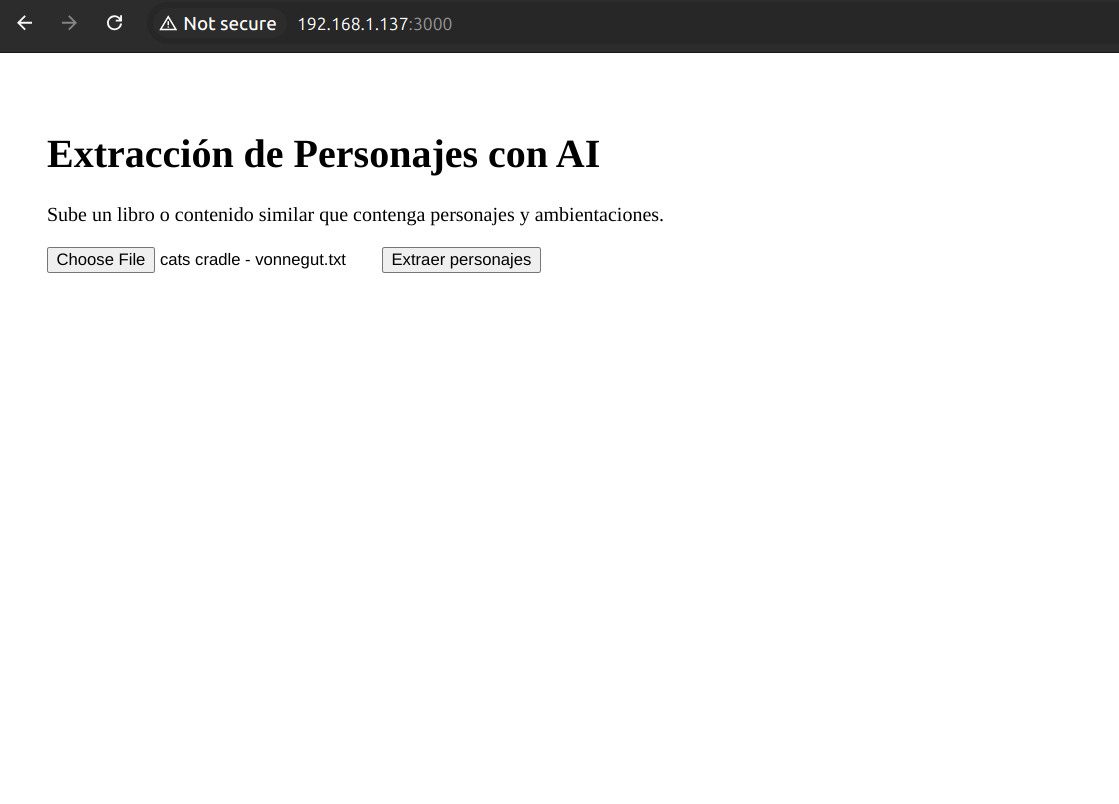 Not secure 192.168.1.137:3000
Extracción de Personajes con AI
Sube un libro o contenido similar que contenga personajes y ambientaciones.
Choose File cats cradle - vonnegut.txt Extraer personajes